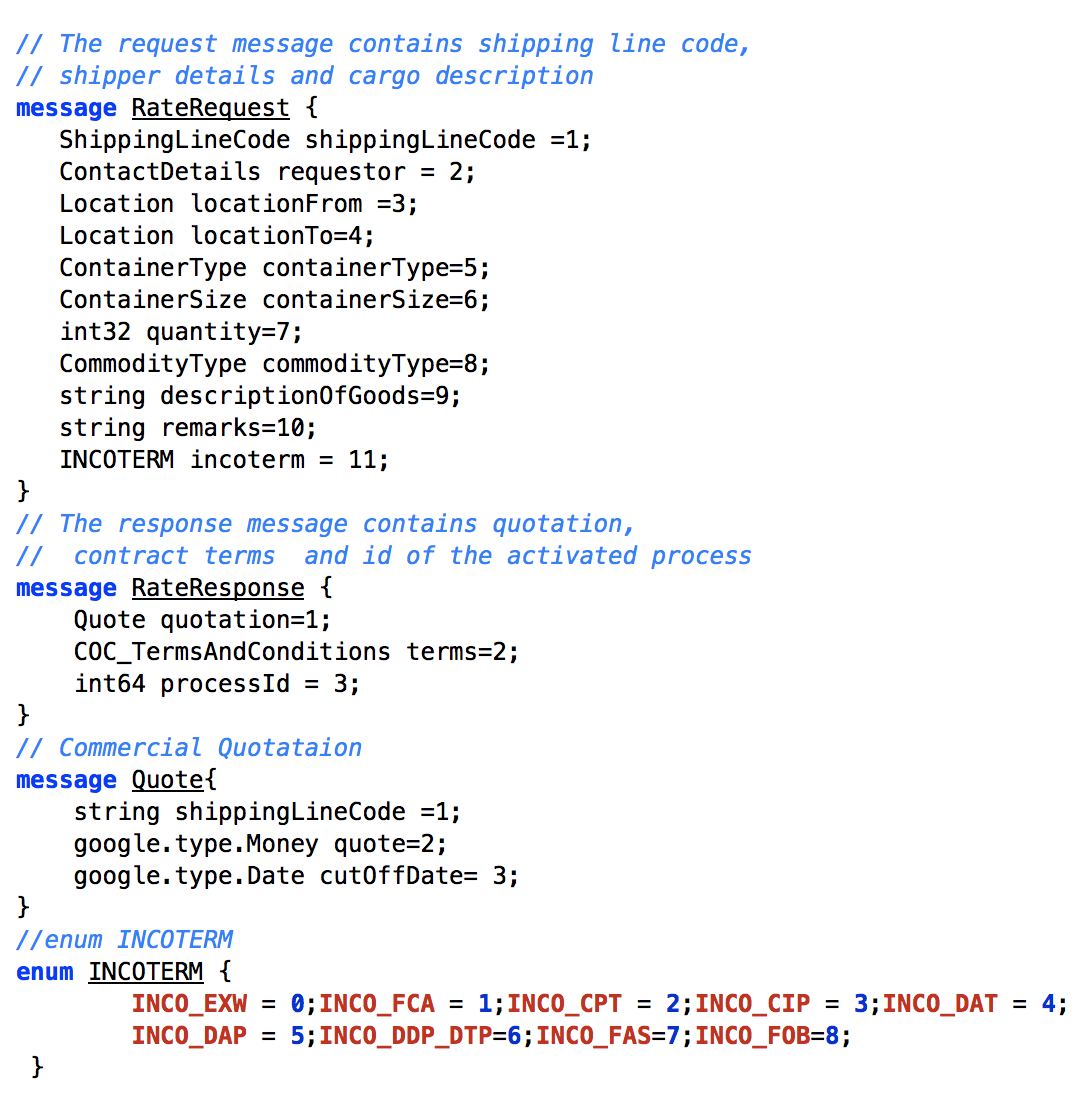 // The request message contains shipping line code,
// shipper details and cargo description
message RateRequest {
   ShippingLineCode shippingLineCode =1;
   ContactDetails requestor = 2;
   Location locationFrom =3;
   Location locationTo=4;
   ContainerType containerType=5;
   ContainerSize containerSize=6;
   int32 quantity=7;
   CommodityType commodityType=8;
   string descriptionOfGoods=9;
   string remarks=10;
   INCOTERM incoterm = 11;
}
// The response message contains quotation,
//  contract terms  and id of the activated process
message RateResponse {
    Quote quotation=1;
    COC_TermsAndConditions terms=2;
    int64 processId = 3;
}
// Commercial Quotataion
message Quote{
    string shippingLineCode =1;
    google.type.Money quote=2;
    google.type.Date cutOffDate= 3;
}
//enum INCOTERM
enum INCOTERM {
        INCO_EXW = 0;INCO_FCA = 1;INCO_CPT = 2;INCO_CIP = 3;INCO_DAT = 4;
        INCO_DAP = 5;INCO_DDP_DTP=6;INCO_FAS=7;INCO_FOB=8;
 }